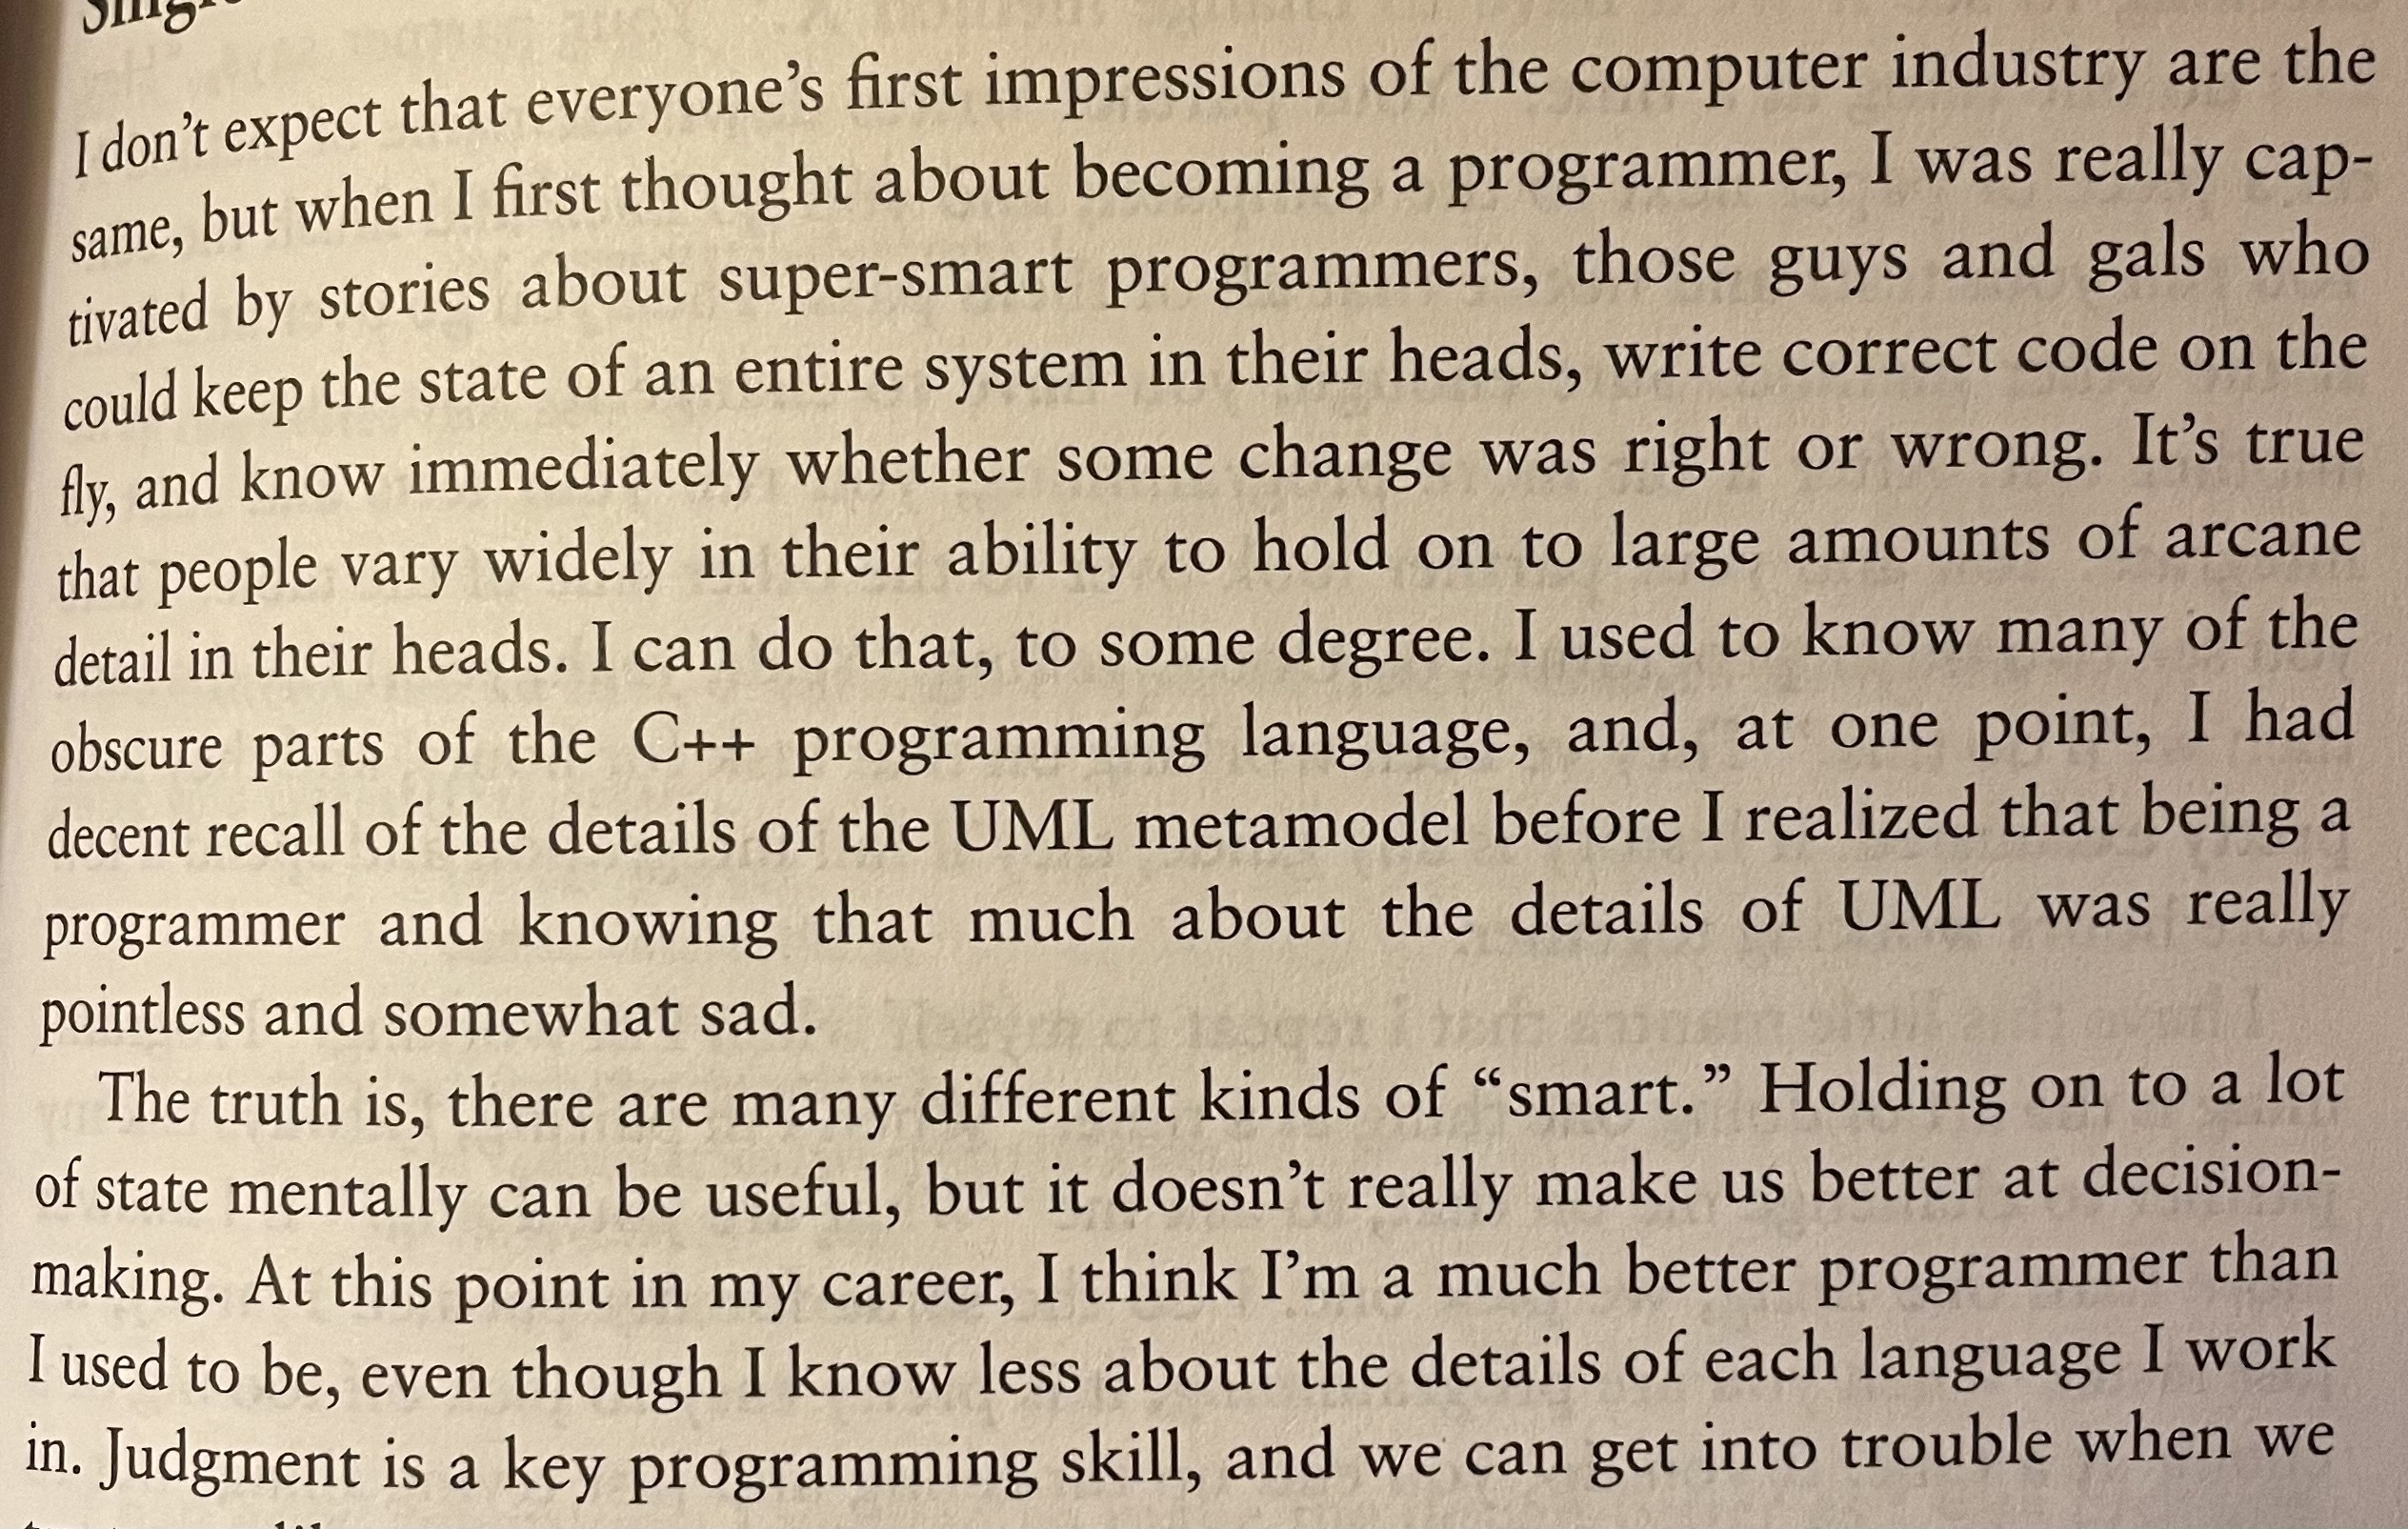 I don’t expect that everyone’s first impressions of the computer industry are the
same, but when I first thought about becoming a programmer, I was really cap-
tivated by stories about super-smart programmers, those guys and gals who
could keep the state of an entire system in their heads, write correct code on the
fly, and know immediately whether some change was right or wrong. It’s true
that people vary widely in their ability to hold on to large amounts of arcane
detail in their heads. I can do that, to some degree. I used to know many of the
obscure parts of the C++ programming language, and, at one point, I had
decent recall of the details of the UML metamodel before I realized that being a
programmer and knowing that much about the details of UML was really
pointless and somewhat sad.
The truth is, there are many different kinds of “smart.” Holding on to a lot
of state mentally can be useful, but it doesn’t really make us better at decision-
making. At this point in my career, I think I’m a much better programmer than
I used to be, even though I know less about the details of each language I work
in. Judgment is a key programming skill, and we can get into trouble when we